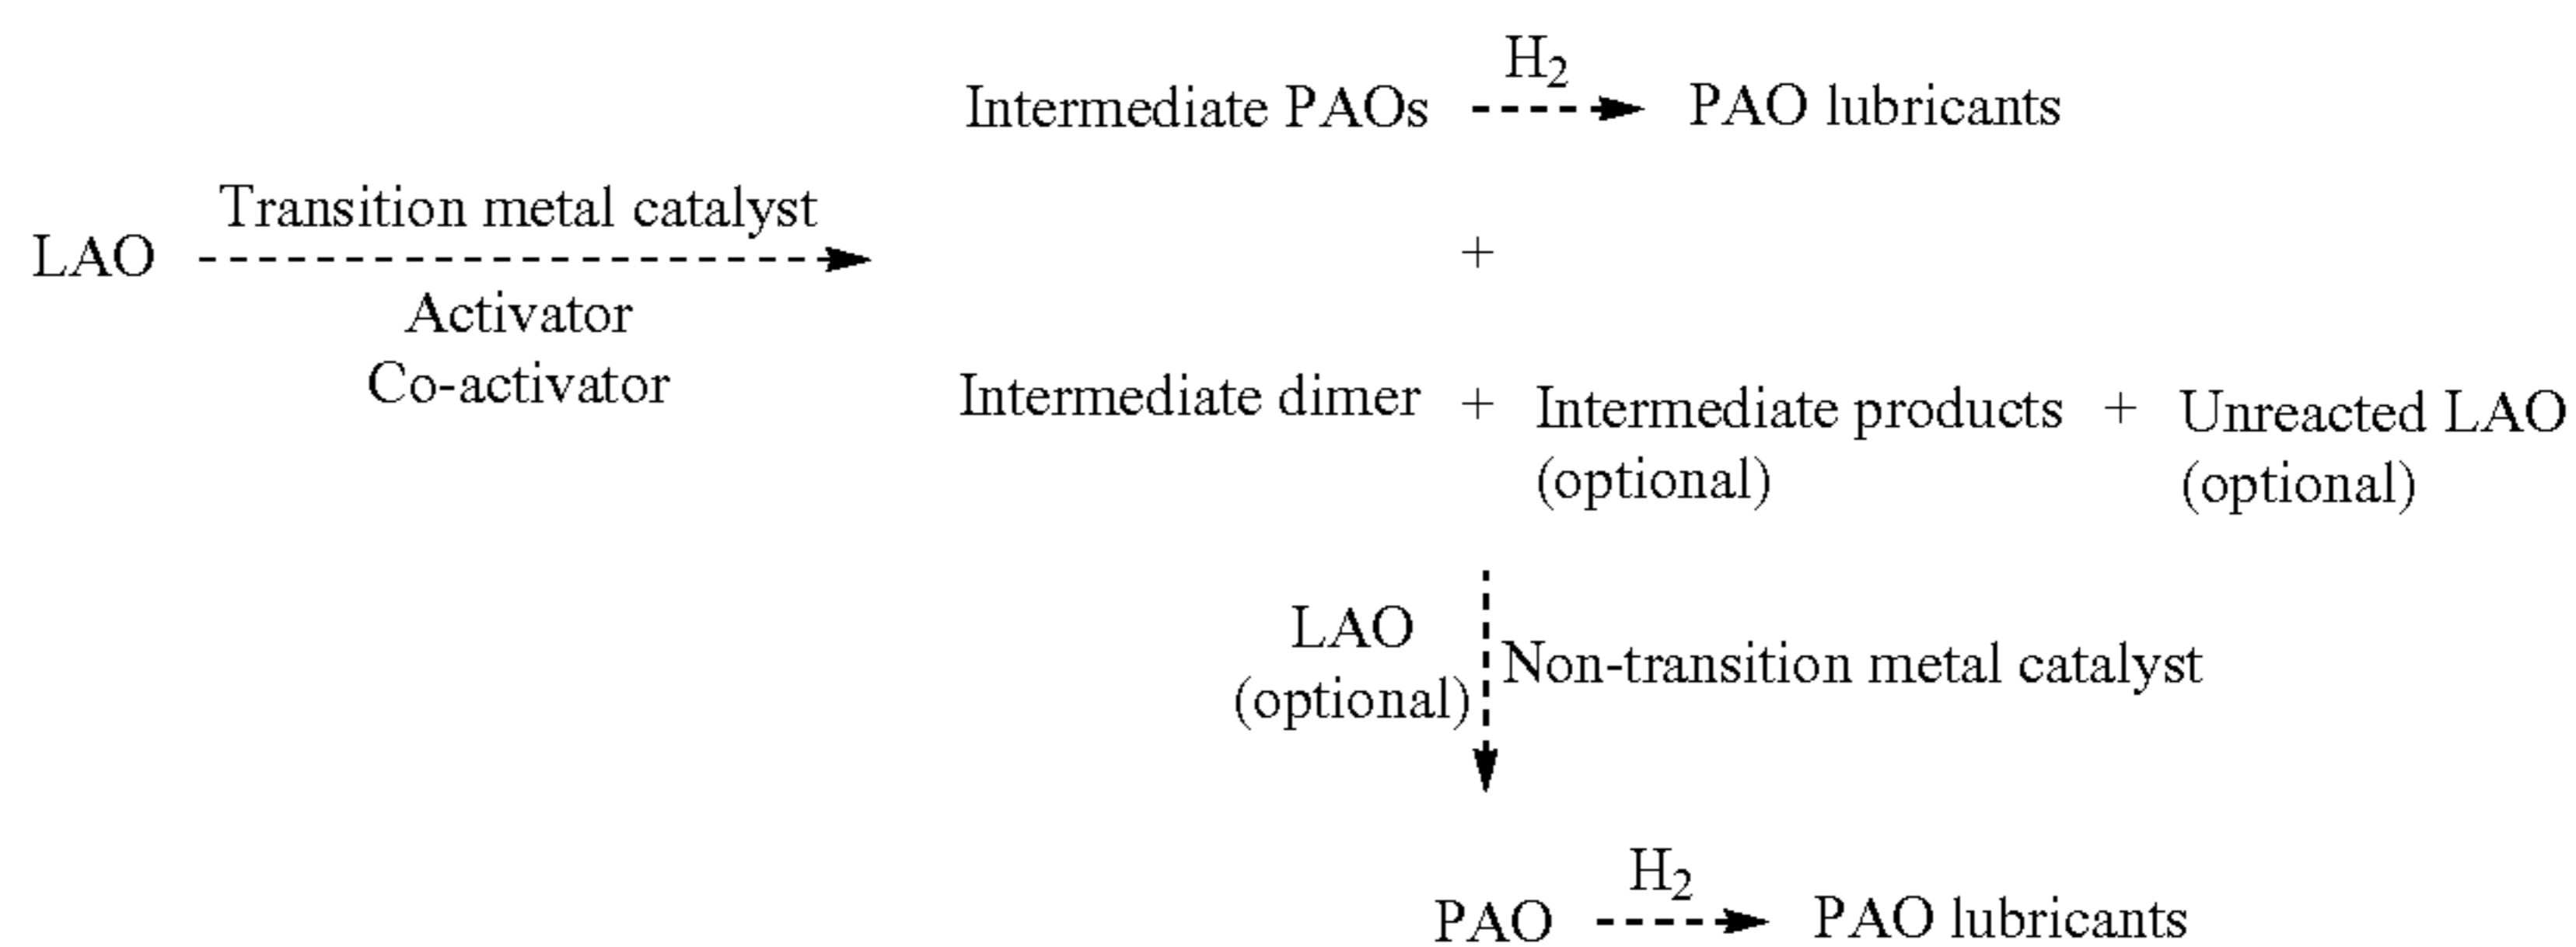 H2
Intermediate PAOs PAO lubricants
Transition metal catalyst
LAO +
Activator
Co-activator
Intermediate dimer + Intermediate products + Unreacted LAO
(optional) (optional)
LAO
Non-transition metal catalyst
(optional)
H2
PAO PAO lubricants